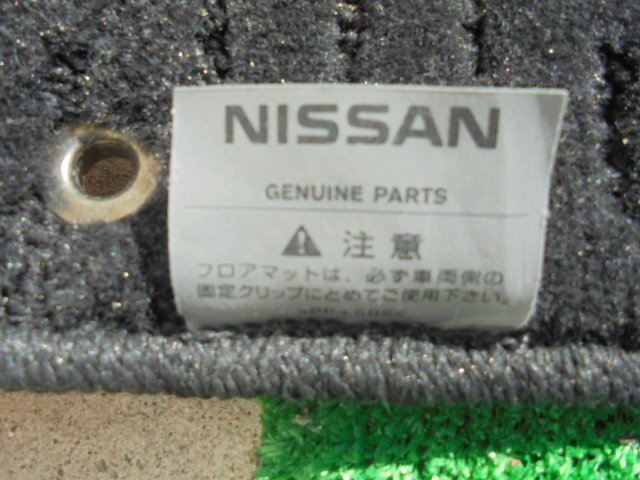 NISSAN
GENUINE PARTS
注意
フロアマットは、必ず車両側の
固定クリップにとめてご使用下さい。